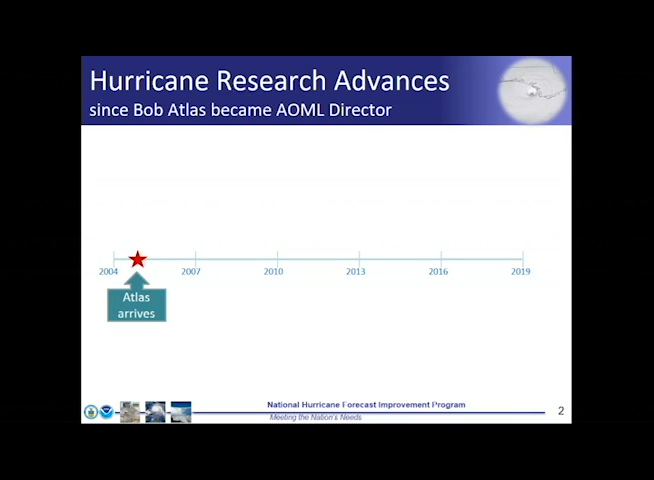 Hurricane Research Advances
since Bob Atlas became AOML Director
2004
2007
2010
2013
2016
2019
Atlas
arrives
National Hurricane Forecast Improvement Program
Meeting the Nation's Needs
2